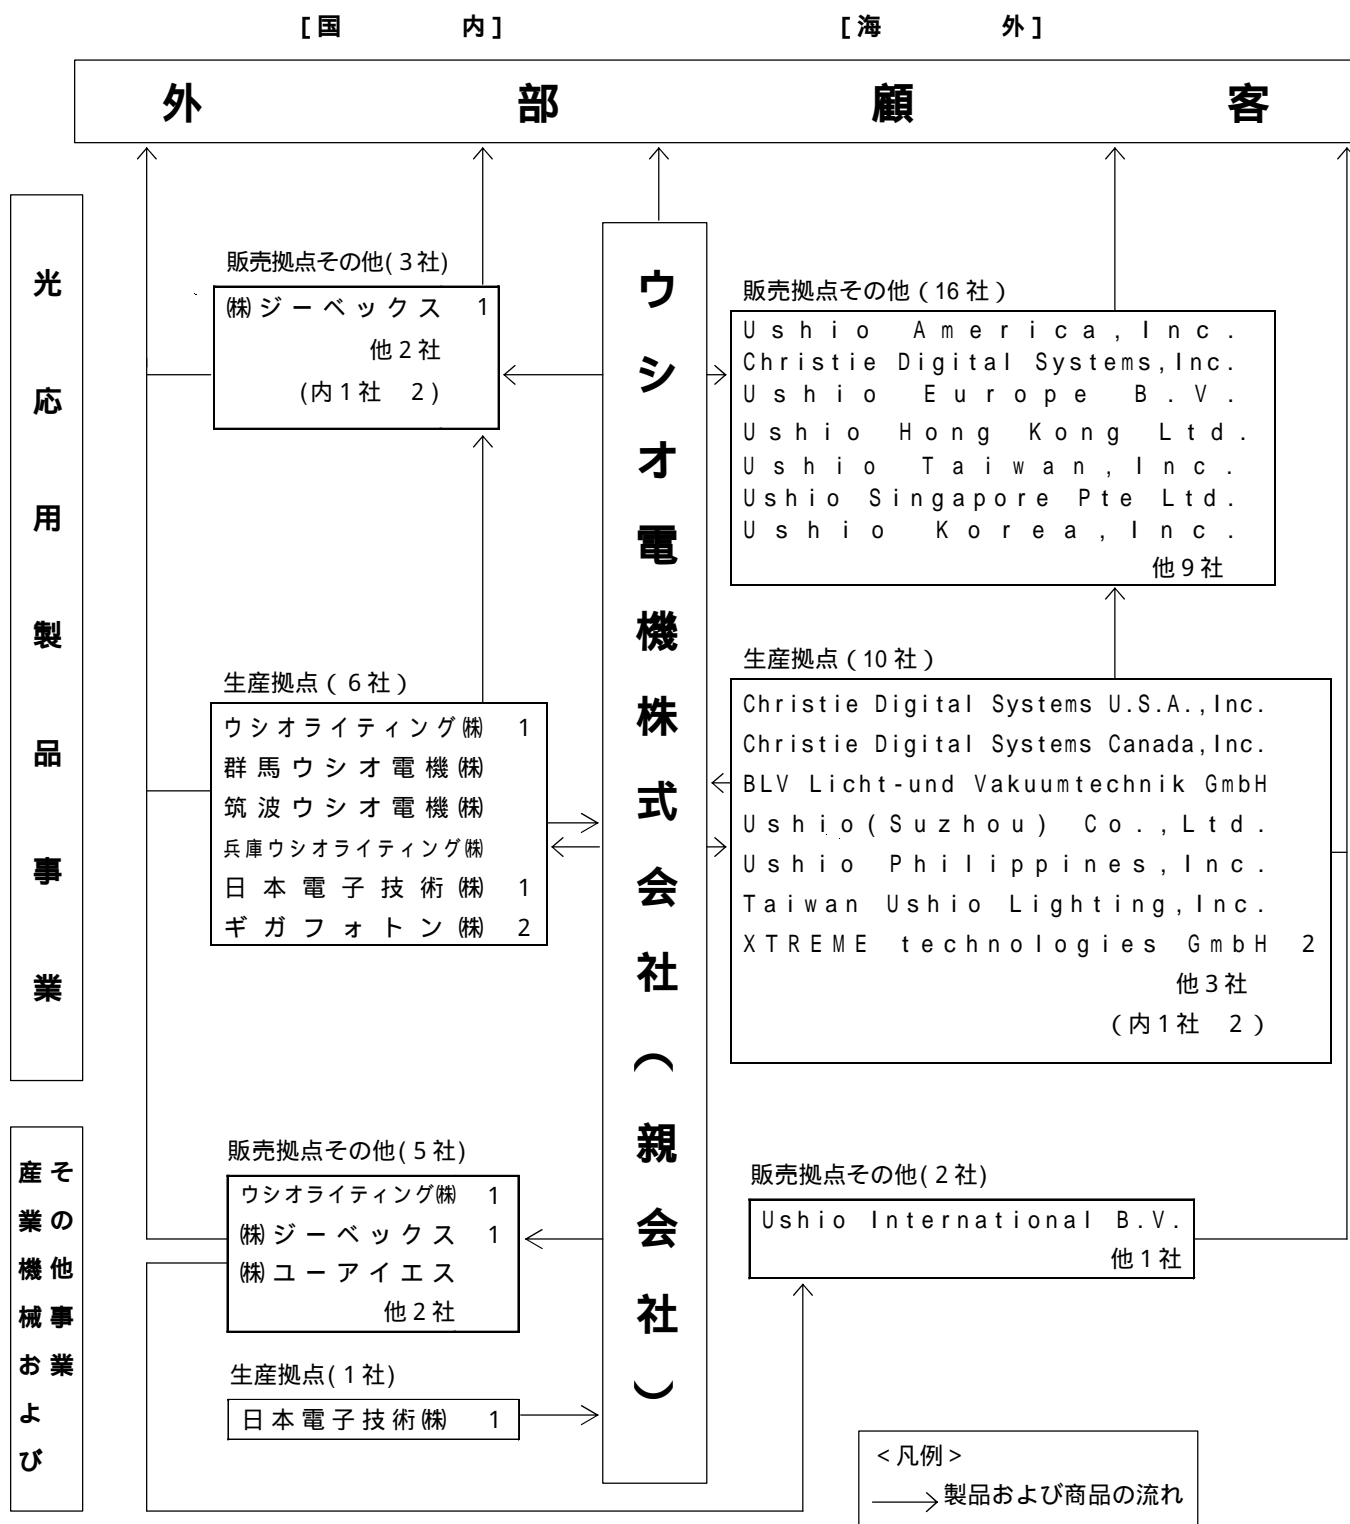 [国　内]
[海　外]
外部顧客
光応用製品事業
販売拠点その他(3社)
㈱ジーベックス 1
他2社
(内1社 2)
生産拠点(6社)
ウシオライティング㈱ 1
群馬ウシオ電機㈱
筑波ウシオ電機㈱
兵庫ウシオライティング㈱
日本電子技術㈱ 1
ギガフォトン㈱ 2
ウシオ電機株式会社(親会社)
販売拠点その他(16社)
Ushio America,Inc.
Christie Digital Systems,Inc.
Ushio Europe B.V.
Ushio Hong Kong Ltd.
Ushio Taiwan,Inc.
Ushio Singapore Pte Ltd.
Ushio Korea,Inc.
他9社
生産拠点(10社)
Christie Digital Systems U.S.A.,Inc.
Christie Digital Systems Canada,Inc.
BLV Licht-und Vakuumtechnik GmbH
Ushio(Suzhou) Co.,Ltd.
Ushio Philippines,Inc.
Taiwan Ushio Lighting,Inc.
XTREME technologies GmbH 2
他3社
(内1社 2)
産業機械および
その他事業
販売拠点その他(5社)
ウシオライティング㈱ 1
㈱ジーベックス 1
㈱ユーアイエス
他2社
生産拠点(1社)
日本電子技術㈱ 1
販売拠点その他(2社)
Ushio International B.V.
他1社
<凡例>
→ 製品および商品の流れ